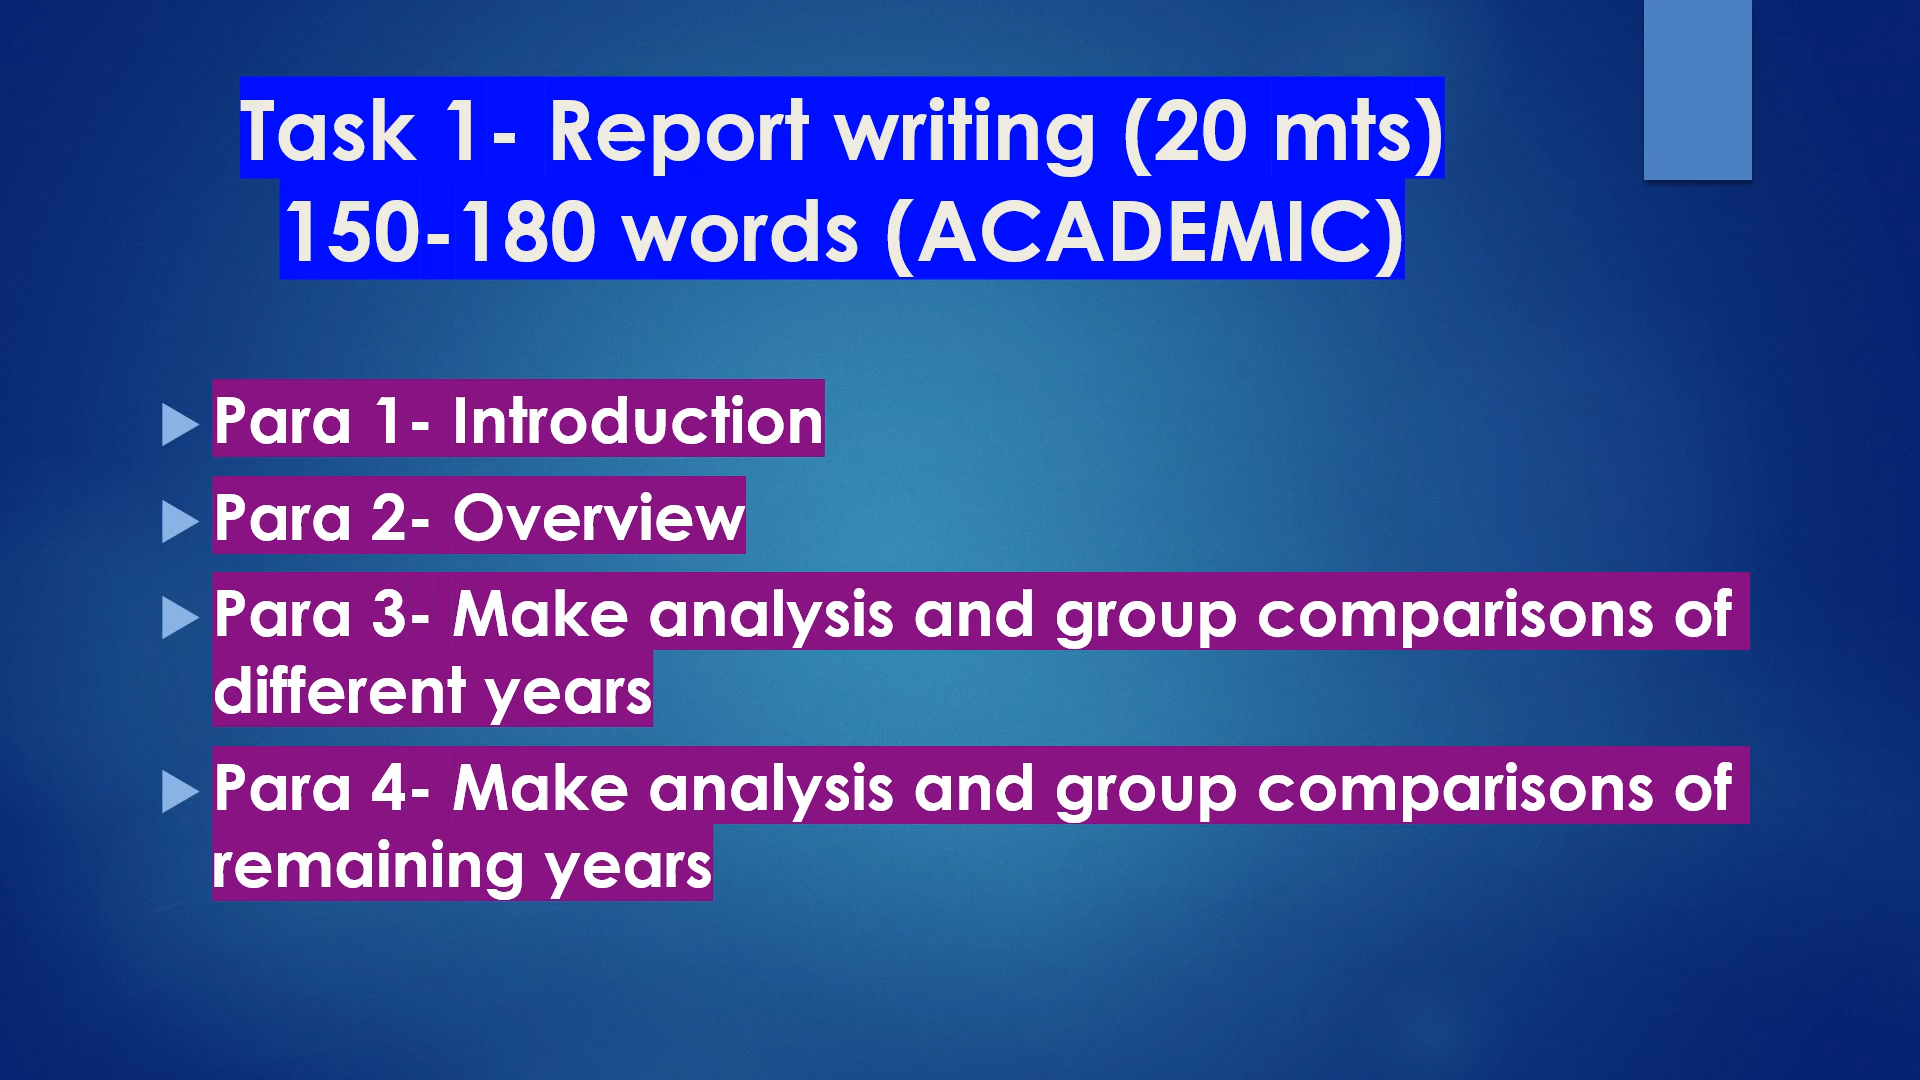 Task 1- Report writing (20 mts)
150-180 words (ACADEMIC)
Para 1- Introduction
Para 2- Overview
Para 3- Make analysis and group comparisons of
different years
Para 4- Make analysis and group comparisons of
remaining years